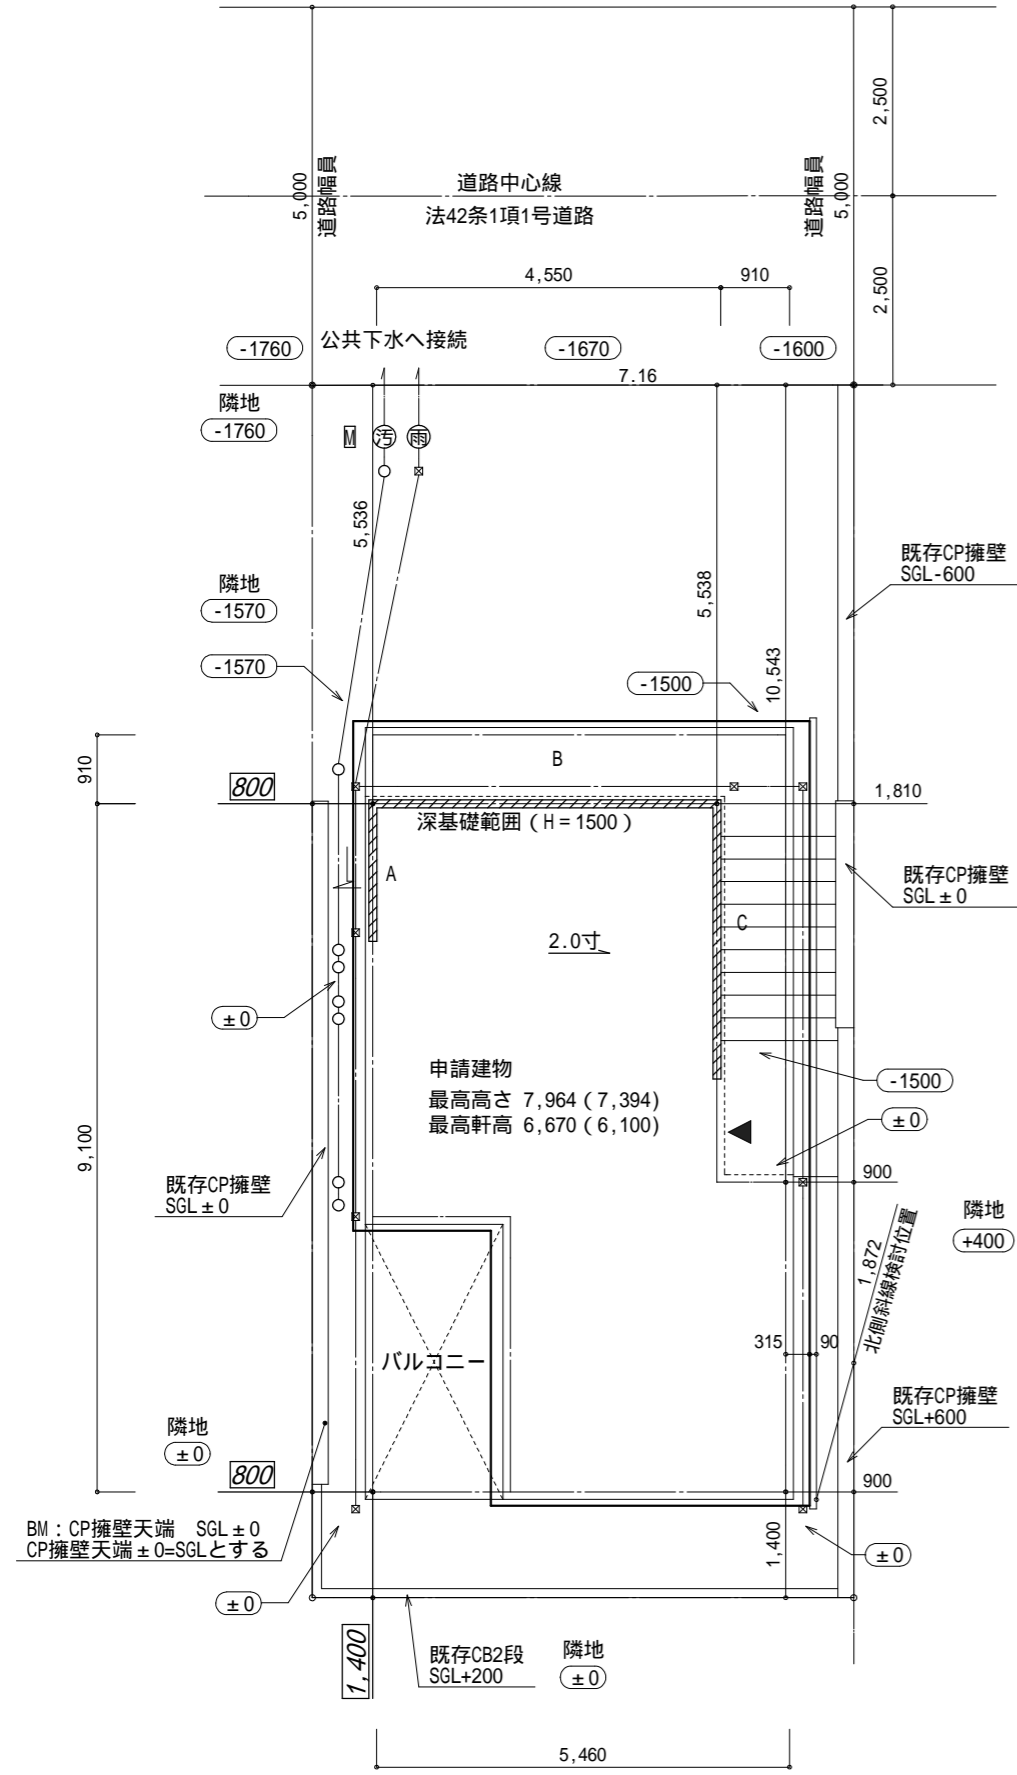 2,500
5,000
道路幅員
道路中心線
法42条1項1号道路
道路幅員
5,000
2,500
4,550
910
-1760
公共下水へ接続
-1670
-1600
7.16
隣地
-1760
M
汚
雨
5,536
5,538
10,543
既存CP擁壁
SGL-600
隣地
-1570
-1570
-1500
910
800
B
1,810
深基礎範囲(H=1500)
A
既存CP擁壁
SGL±0
C
2.0寸
±0
申請建物
最高高さ 7,964(7,394)
最高軒高 6,670(6,100)
-1500
±0
9,100
既存CP擁壁
SGL±0
900
隣地
+400
1,872
北側斜線検討位置
315
90
バルコニー
既存CP擁壁
SGL+600
隣地
±0
800
900
BM:CP擁壁天端 SGL±0
CP擁壁天端±0=SGLとする
1,400
±0
±0
1,400
既存CB2段
SGL+200
隣地
±0
5,460